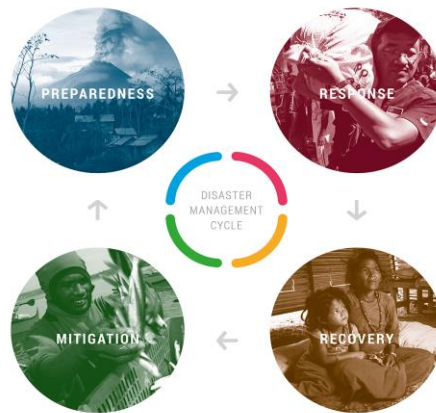 PREPAREDNESS
RESPONSE
DISASTER
MANAGEMENT
CYCLE
MITIGATION
RECOVERY